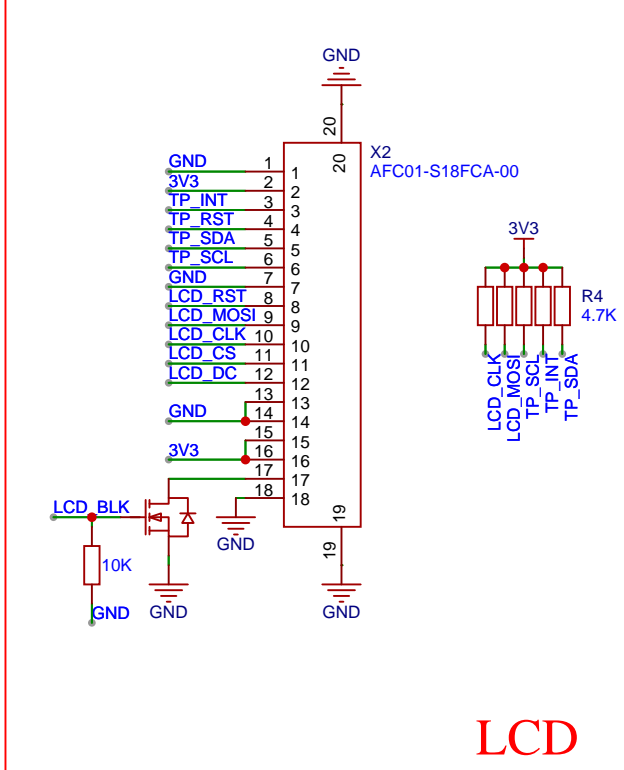 GND
20
20
X2
AFC01-S18FCA-00
GND 1 1
3V3 2 2
TP_INT 3 3
TP_RST 4 4
TP_SDA 5 5
TP_SCL 6 6
GND 7 7
LCD_RST 8 8
LCD_MOSI 9 9
LCD_CLK 10 10
LCD_CS 11 11
LCD_DC 12 12
13 13
GND 14 14
15 15
3V3 16 16
17 17
18 18
3V3
R4
4.7K
LCD_CLK
LCD_MOSI
TP_SCL
TP_INT
TP_SDA
LCD_BLK
10K
GND
GND
GND
19
19
GND
LCD